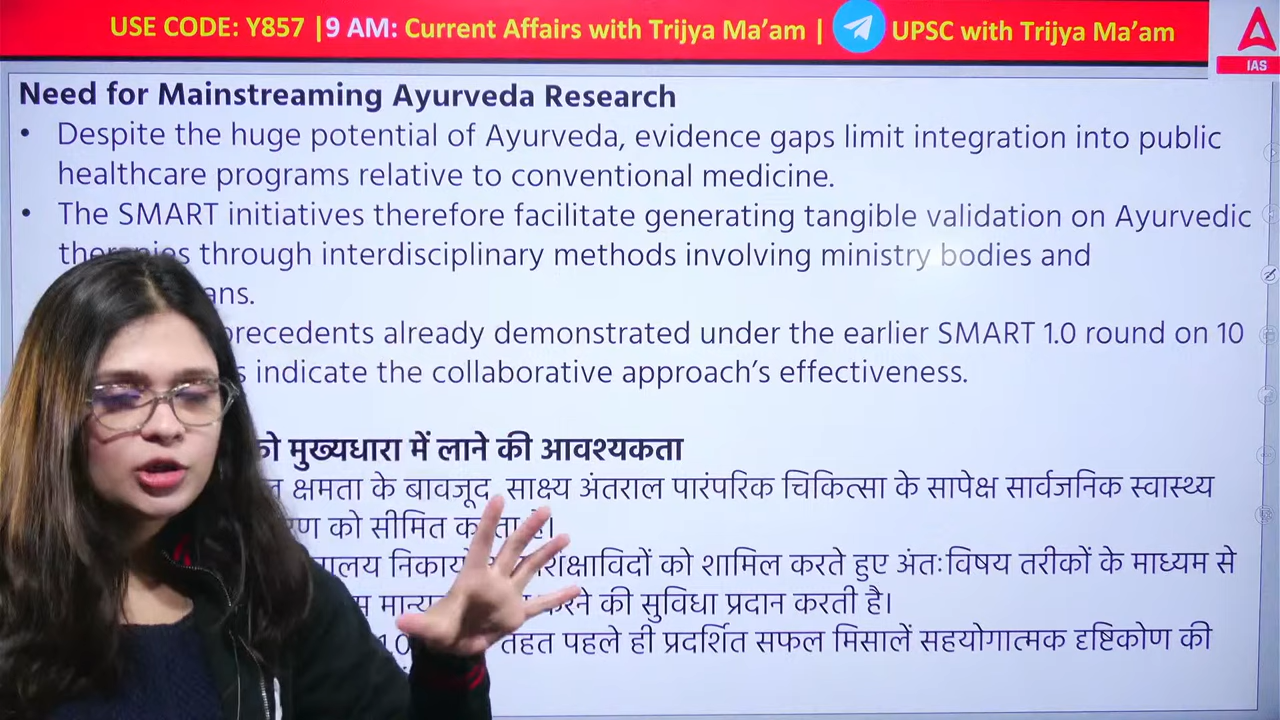 USE CODE: Y857 | 9 AM: Current Affairs with Trijya Ma'am | UPSC with Trijya Ma'am
IAS
Need for Mainstreaming Ayurveda Research
• Despite the huge potential of Ayurveda, evidence gaps limit integration into public
healthcare programs relative to conventional medicine.
• The SMART initiatives therefore facilitate generating tangible validation on Ayurvedic
therapies through interdisciplinary methods involving ministry bodies and
precedents already demonstrated under the earlier SMART 1.0 round on 10
indicate the collaborative approach's effectiveness.
को मुख्यधारा में लाने की आवश्यकता
क्षमता के बावजूद साक्ष्य अंतराल पारंपरिक चिकित्सा के सापेक्ष सार्वजनिक स्वास्थ्य
को सीमित करता है।
को शामिल करते हुए अंतःविषय तरीकों के माध्यम से
करने की सुविधा प्रदान करती है।
तहत पहले ही प्रदर्शित सफल मिसालें सहयोगात्मक दृष्टिकोण की